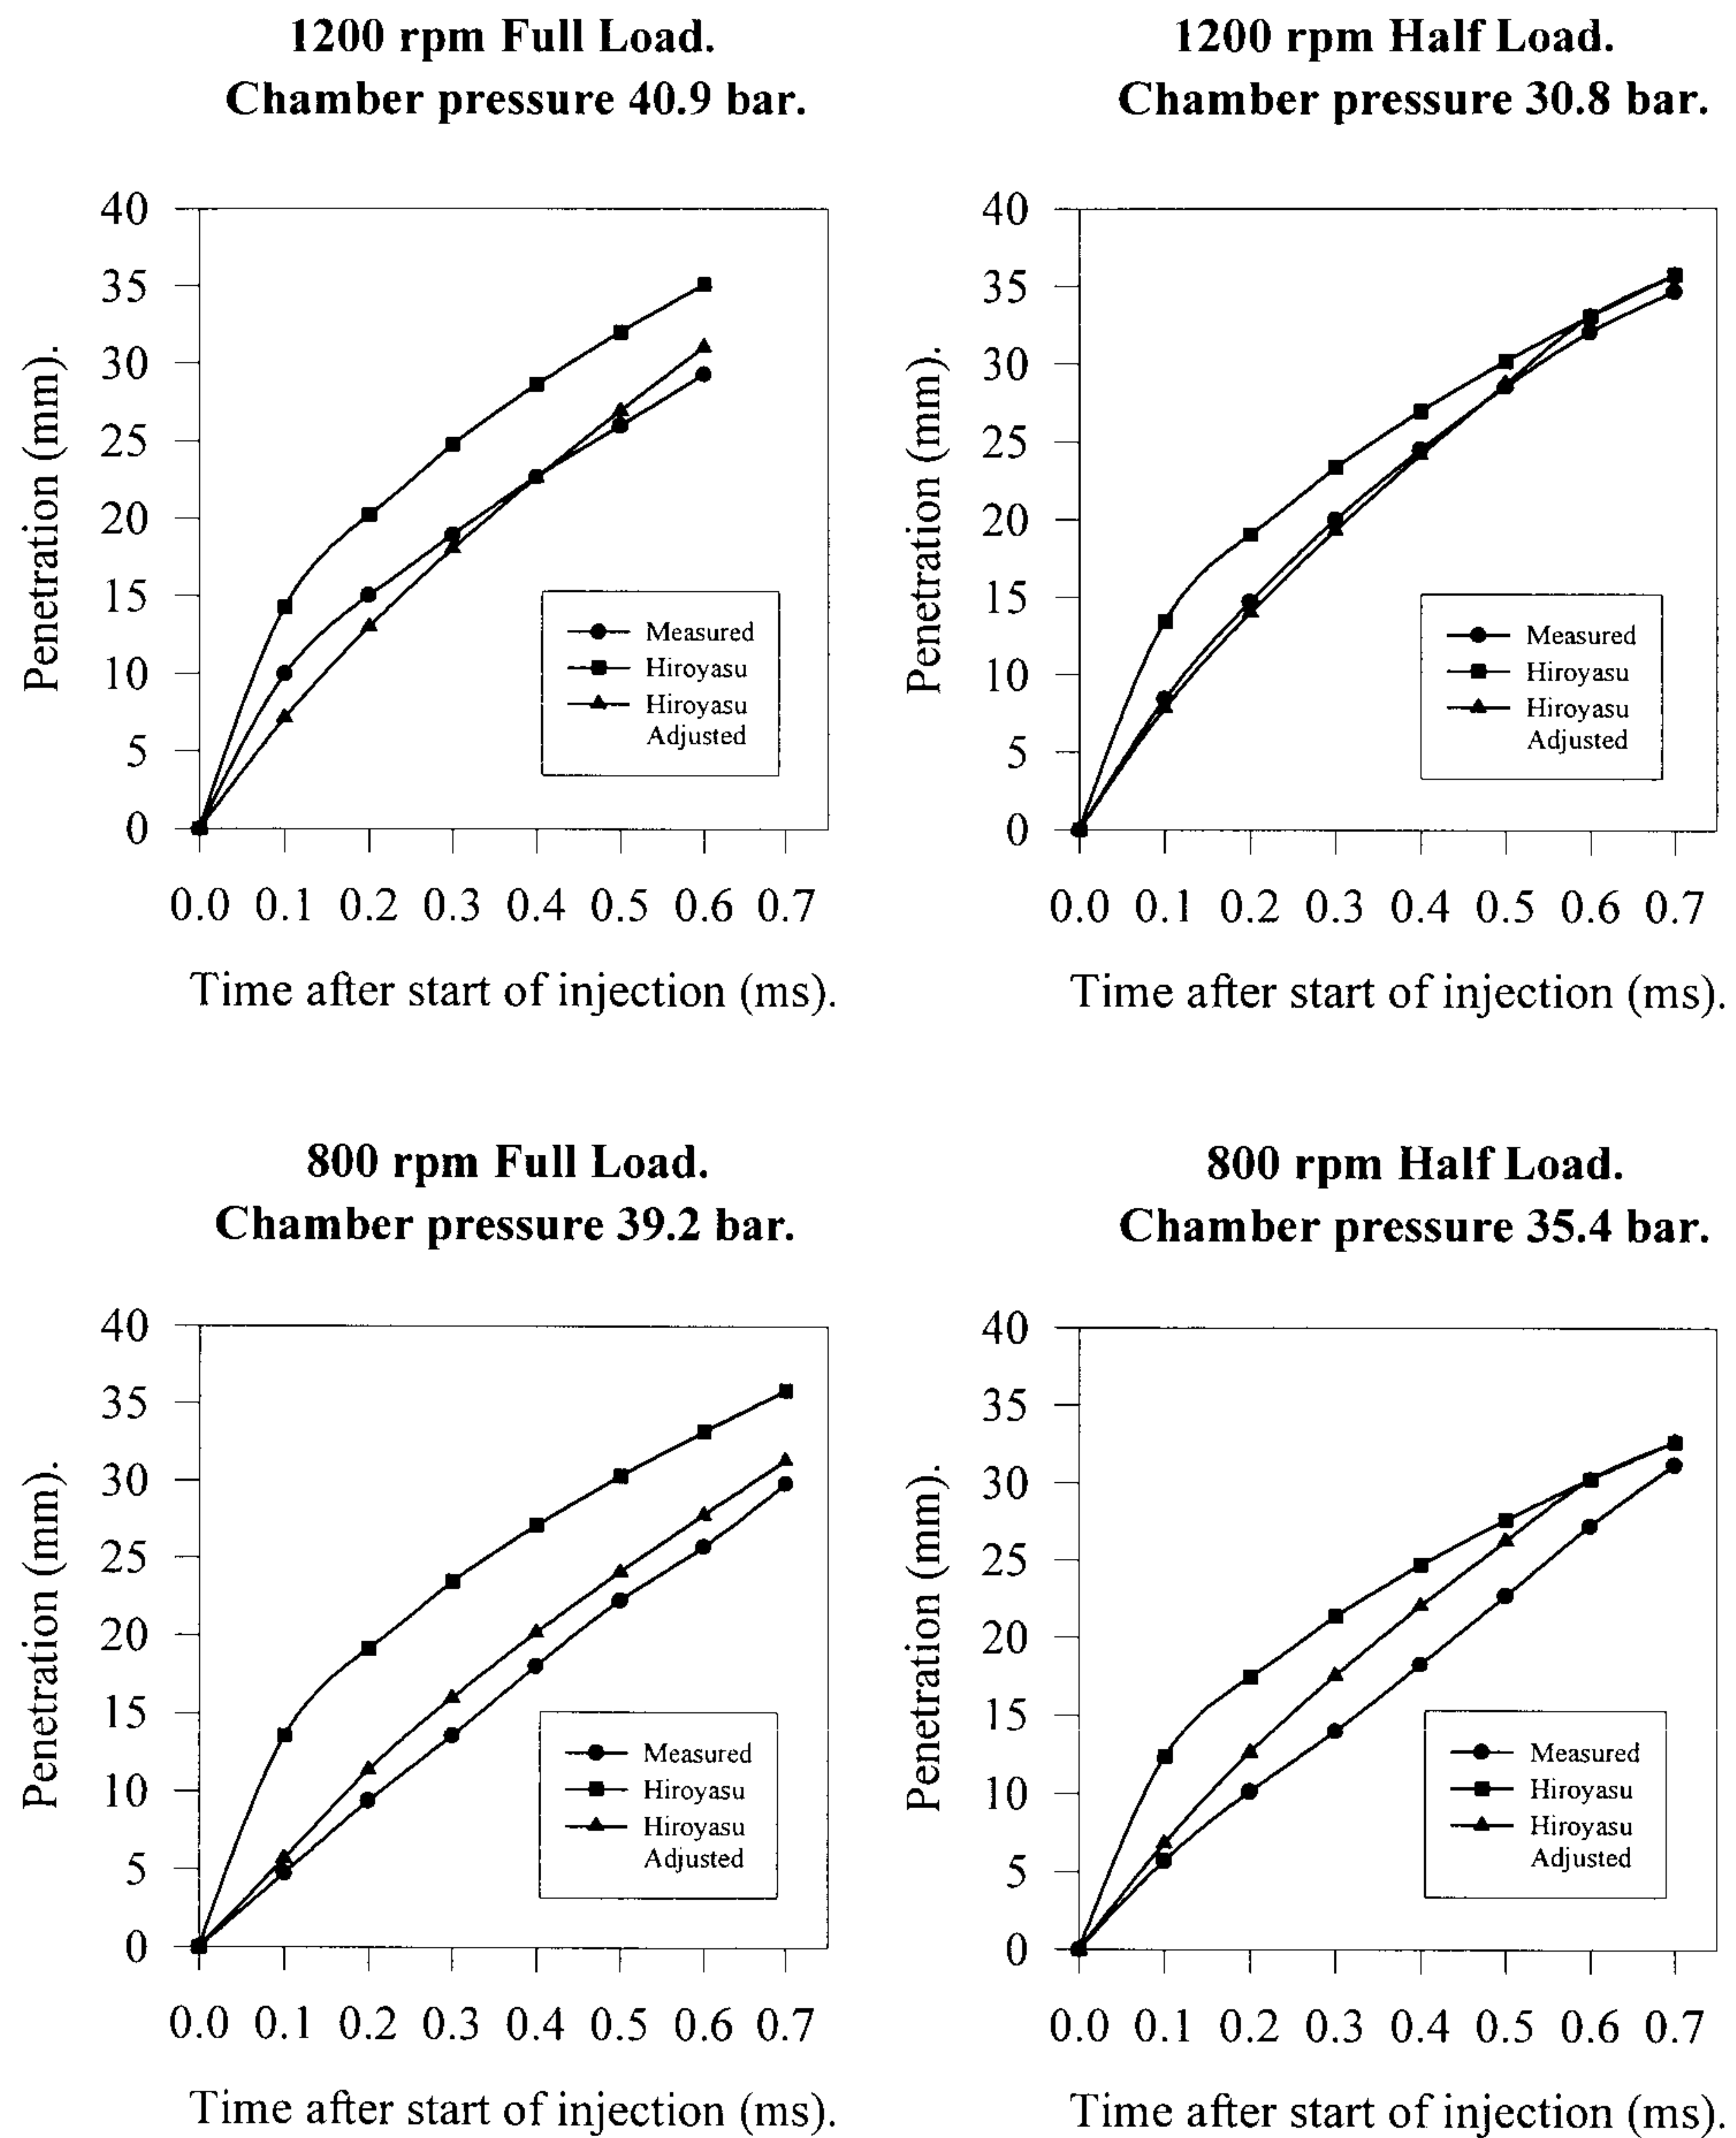 1200 rpm Full Load.
Chamber pressure 40.9 bar.
40
35
30
25
20
15
10
5
0
Penetration (mm).
Measured
Hiroyasu
Hiroyasu
Adjusted
0.0 0.1 0.2 0.3 0.4 0.5 0.6 0.7
Time after start of injection (ms).
1200 rpm Half Load.
Chamber pressure 30.8 bar.
40
35
30
25
20
15
10
5
0
Penetration (mm).
Measured
Hiroyasu
Hiroyasu
Adjusted
0.0 0.1 0.2 0.3 0.4 0.5 0.6 0.7
Time after start of injection (ms).
800 rpm Full Load.
Chamber pressure 39.2 bar.
40
35
30
25
20
15
10
5
0
Penetration (mm).
Measured
Hiroyasu
Hiroyasu
Adjusted
0.0 0.1 0.2 0.3 0.4 0.5 0.6 0.7
Time after start of injection (ms).
800 rpm Half Load.
Chamber pressure 35.4 bar.
40
35
30
25
20
15
10
5
0
Penetration (mm).
Measured
Hiroyasu
Hiroyasu
Adjusted
0.0 0.1 0.2 0.3 0.4 0.5 0.6 0.7
Time after start of injection (ms).